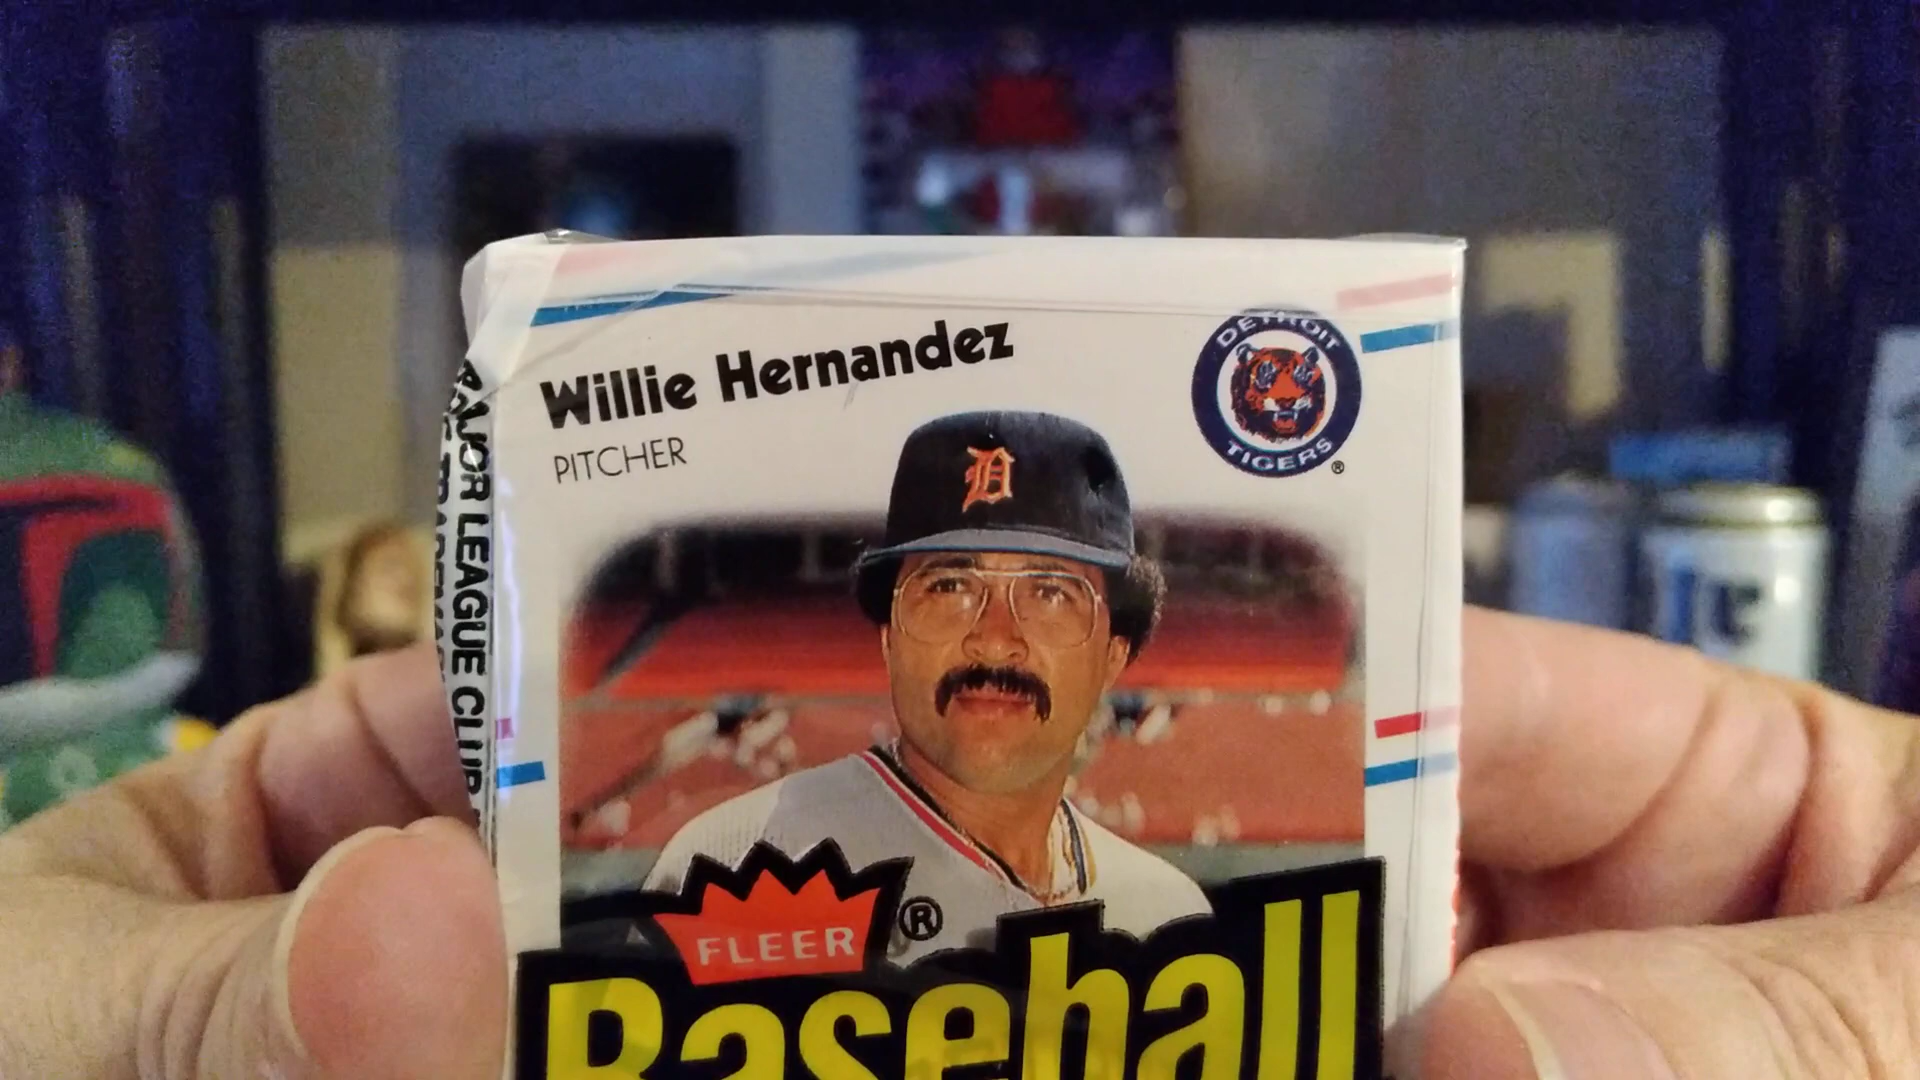 Willie Hernandez
PITCHER
DETROIT
TIGERS
®
D
MAJOR LEAGUE CLUB
FLEER ®
Baseball